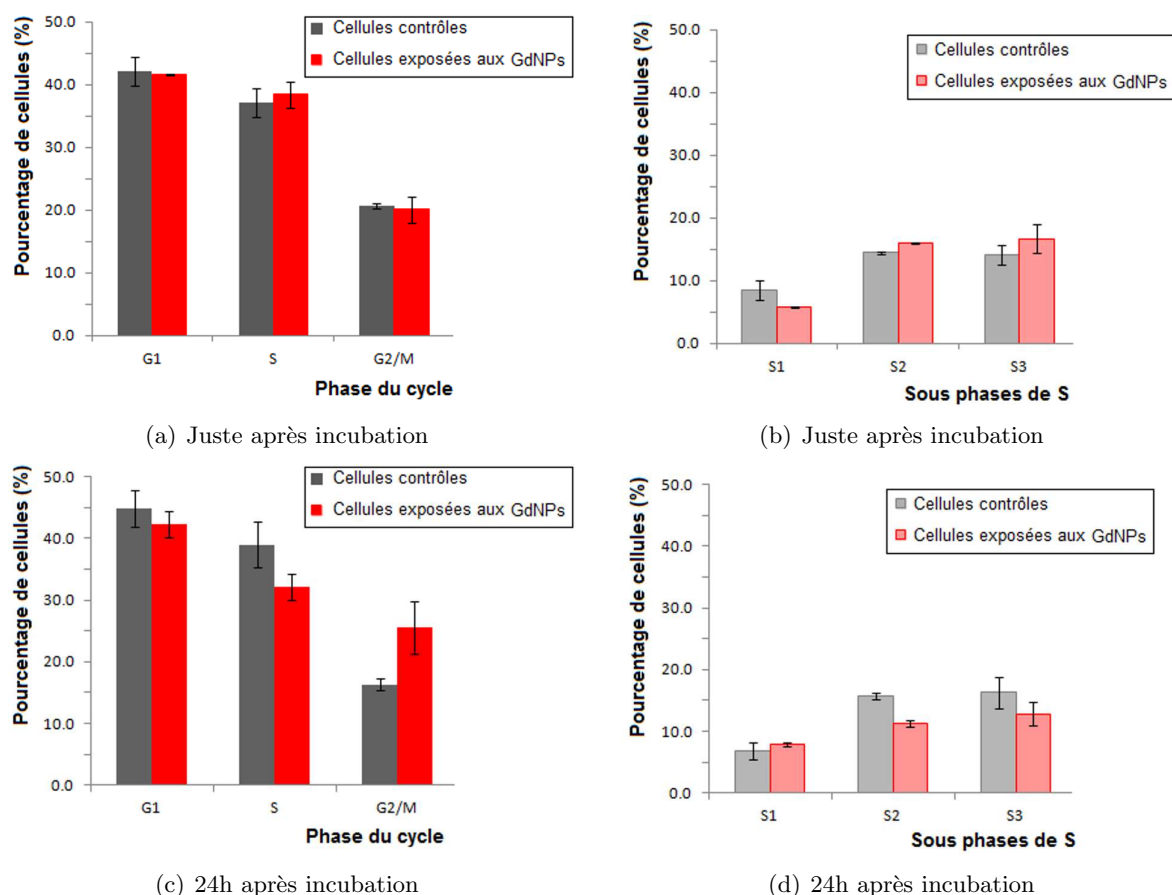 Pourcentage de cellules (%)
50.0
40.0
30.0
20.0
10.0
0.0
Cellules contrôles
Cellules exposées aux GdNPs
G1 S G2/M
Phase du cycle
(a) Juste après incubation
Pourcentage de cellules (%)
50.0
40.0
30.0
20.0
10.0
0.0
Cellules contrôles
Cellules exposées aux GdNPs
S1 S2 S3
Sous phases de S
(b) Juste après incubation
Pourcentage de cellules (%)
50.0
40.0
30.0
20.0
10.0
0.0
Cellules contrôles
Cellules exposées aux GdNPs
G1 S G2/M
Phase du cycle
(c) 24h après incubation
Pourcentage de cellules (%)
50.0
40.0
30.0
20.0
10.0
0.0
Cellules contrôles
Cellules exposées aux GdNPs
S1 S2 S3
Sous phases de S
(d) 24h après incubation